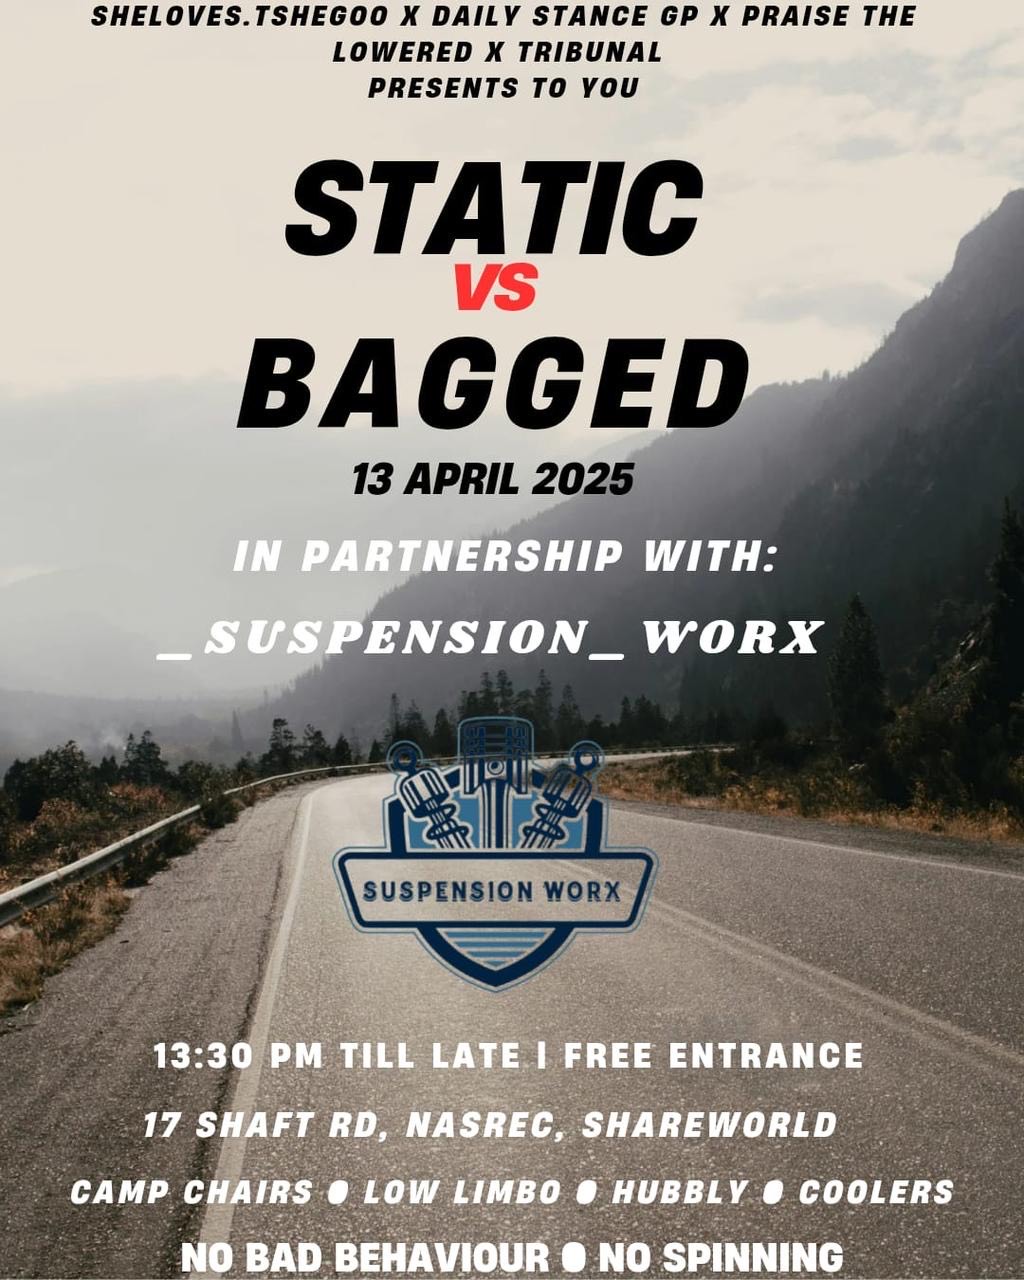 SHELOVES.TSHEGOO X DAILY STANCE GP X PRAISE THE
LOWERED X TRIBUNAL
PRESENTS TO YOU
STATIC
VS
BAGGED
13 APRIL 2025
IN PARTNERSHIP WITH:
_SUSPENSION_WORX
SUSPENSION WORX
13:30 PM TILL LATE | FREE ENTRANCE
17 SHAFT RD, NASREC, SHAREWORLD
CAMP CHAIRS ● LOW LIMBO ● HUBBLY ● COOLERS
NO BAD BEHAVIOUR ● NO SPINNING